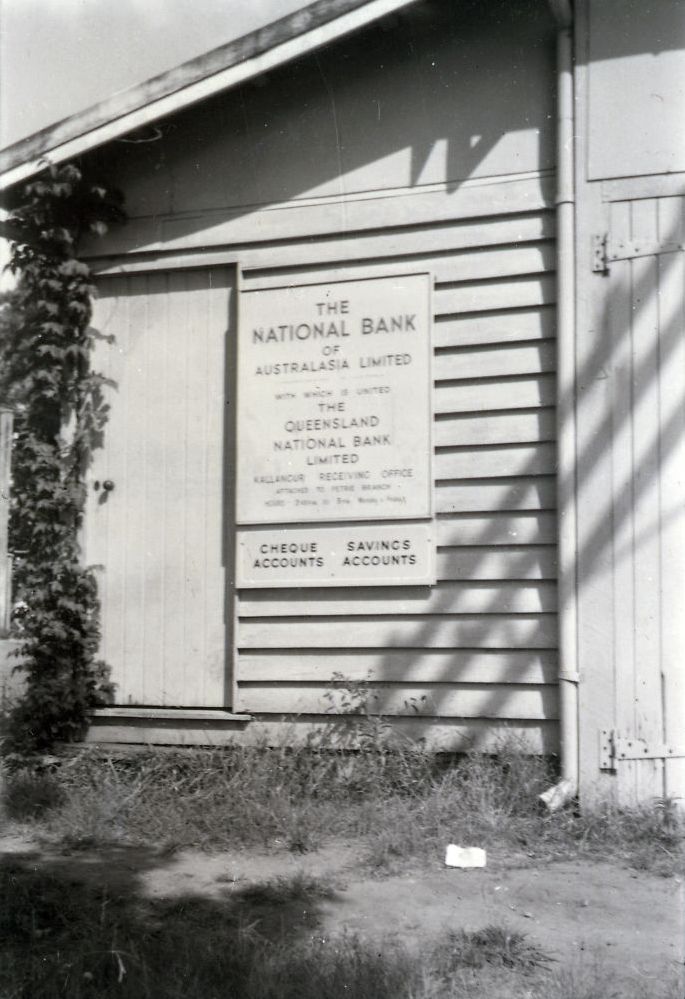 THE
NATIONAL BANK
OF
AUSTRALASIA LIMITED
WITH WHICH IS UNITED
THE
QUEENSLAND
NATIONAL BANK
LIMITED
KALLANGUR RECEIVING OFFICE
ATTACHED TO PETRIE BRANCH
HOURS
CHEQUE SAVINGS
ACCOUNTS ACCOUNTS